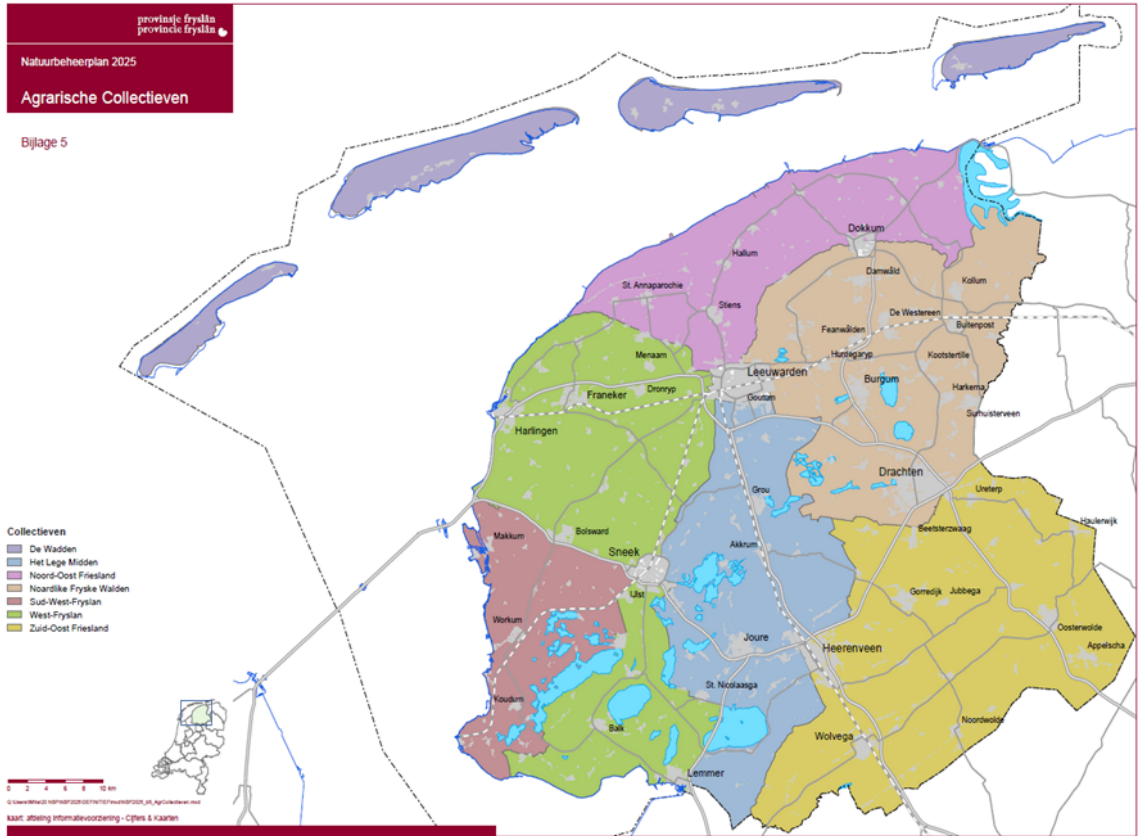 provinsje fryslân
provincie fryslân
Natuurbeheerplan 2025
Agrarische Collectieven
Bijlage 5
Dokkum
Hallum
Damwâld
Kollum
St. Annaparochie
Stiens
De Westereen
Buitenpost
Feanwâlden
Menaam
Hurdegaryp
Kootstertille
Leeuwarden
Burgum
Dronryp
Franeker
Goutum
Harkema
Surhuisterveen
Harlingen
Drachten
Grou
Ureterp
Haulerwijk
Beetsterzwaag
Bolsward
Makkum
Akkrum
Sneek
IJlst
Gorredijk
Jubbega
Workum
Joure
Heerenveen
Oosterwolde
Appelscha
St. Nicolaasga
Koudum
Noordwolde
Balk
Wolvega
Lemmer
Collectieven
De Wadden
Het Lege Midden
Noord-Oost Friesland
Noardlike Fryske Walden
Sud-West-Fryslan
West-Fryslan
Zuid-Oost Friesland
0 2 4 6 8 10 km
kaart: afdeling informatievoorziening - Cijfers & Kaarten